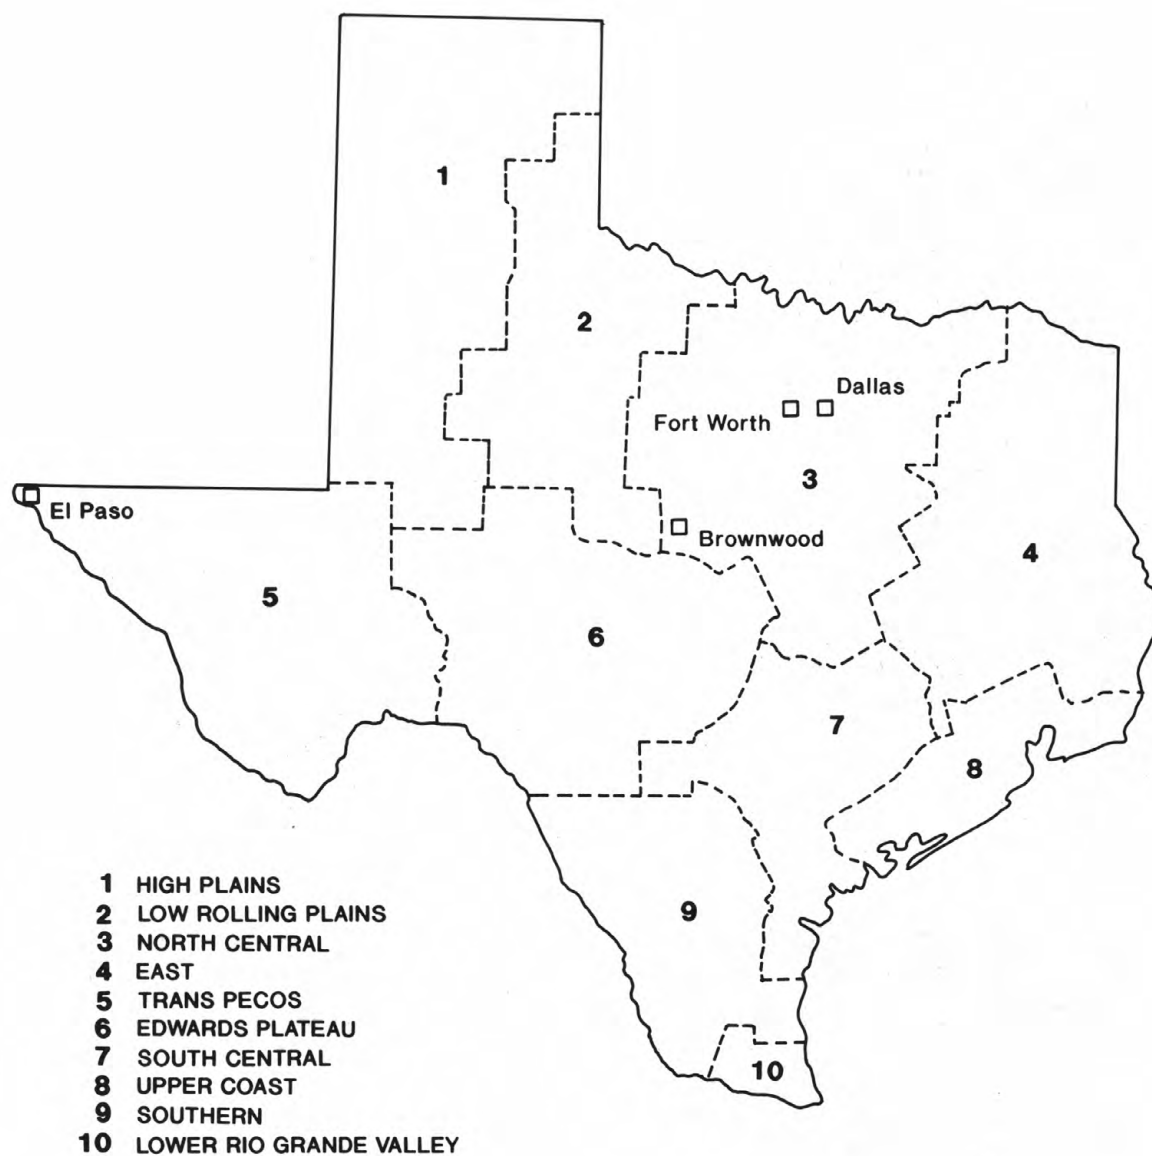 1
2
Dallas
Fort Worth
3
El Paso
Brownwood
4
5
6
7
8
9
10
1 HIGH PLAINS
2 LOW ROLLING PLAINS
3 NORTH CENTRAL
4 EAST
5 TRANS PECOS
6 EDWARDS PLATEAU
7 SOUTH CENTRAL
8 UPPER COAST
9 SOUTHERN
10 LOWER RIO GRANDE VALLEY